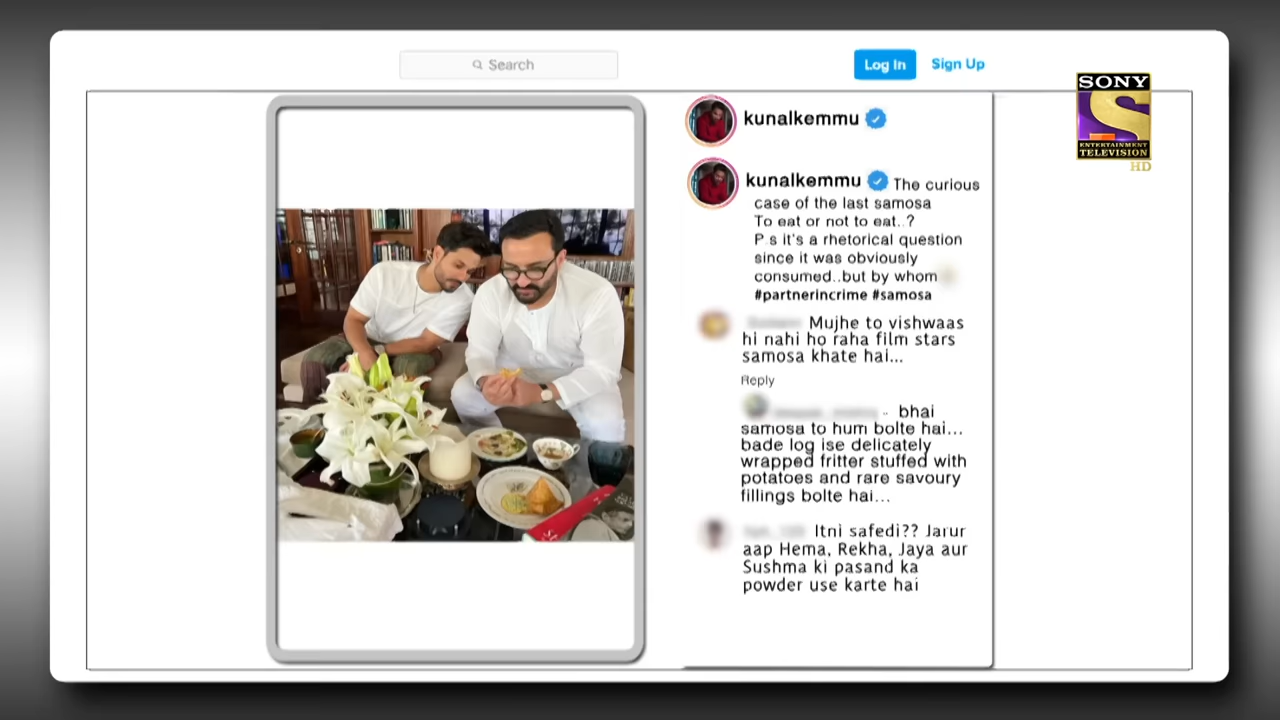 Search
Log In
Sign Up
SONY
S
ENTERTAINMENT
TELEVISION
HD
kunalkemmu
kunalkemmu The curious
case of the last samosa
To eat or not to eat..?
P.s it's a rhetorical question
since it was obviously
consumed..but by whom
#partnerincrime #samosa
Mujhe to vishwaas
hi nahi ho raha film stars
samosa khate hai...
Reply
- bhai
samosa to hum bolte hai...
bade log ise delicately
wrapped fritter stuffed with
potatoes and rare savoury
fillings bolte hai...
Itni safedi?? Jarur
aap Hema, Rekha, Jaya aur
Sushma ki pasand ka
powder use karte hai